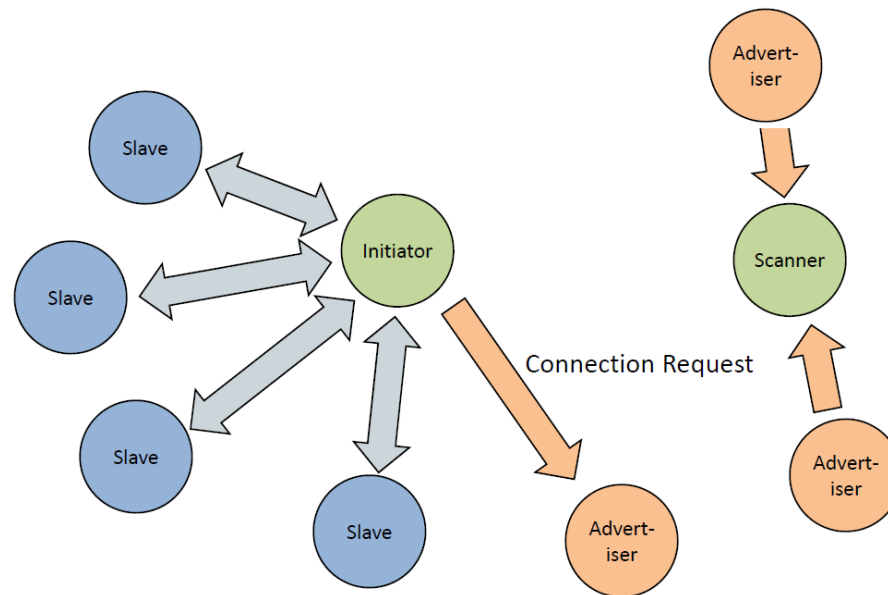 Advert-
iser
Slave
Initiator
Scanner
Slave
Connection Request
Slave
Advert-
iser
Slave
Advert-
iser